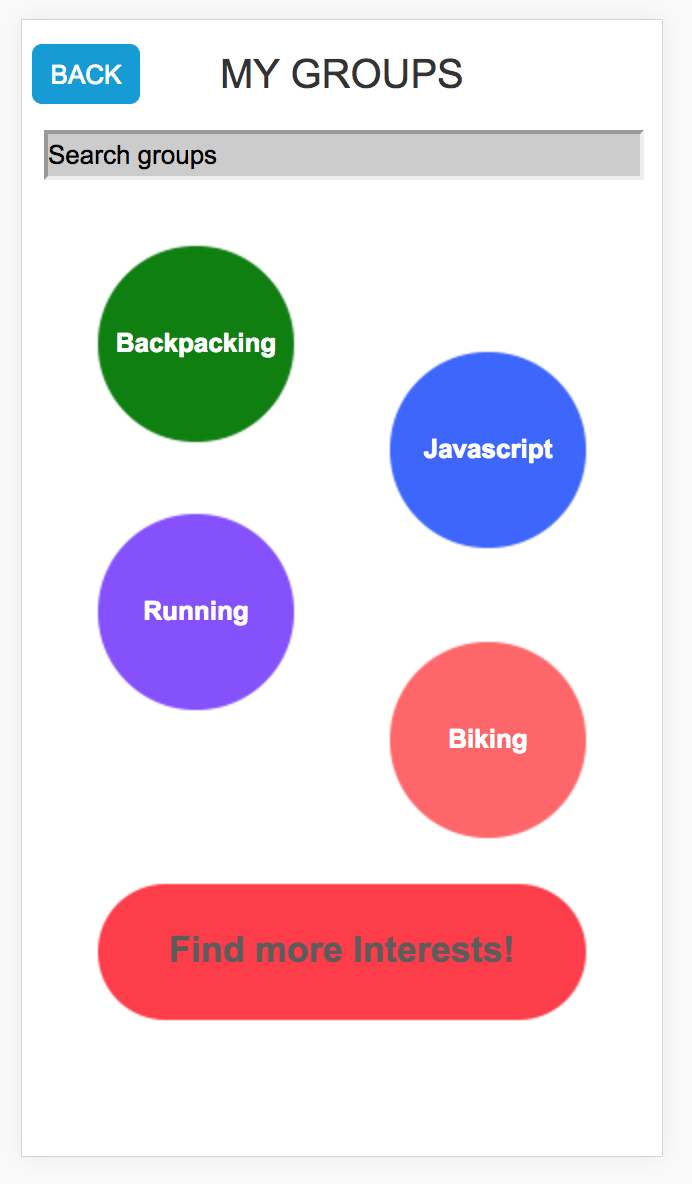 BACK
MY GROUPS
Search groups
Backpacking
Javascript
Running
Biking
Find more Interests!